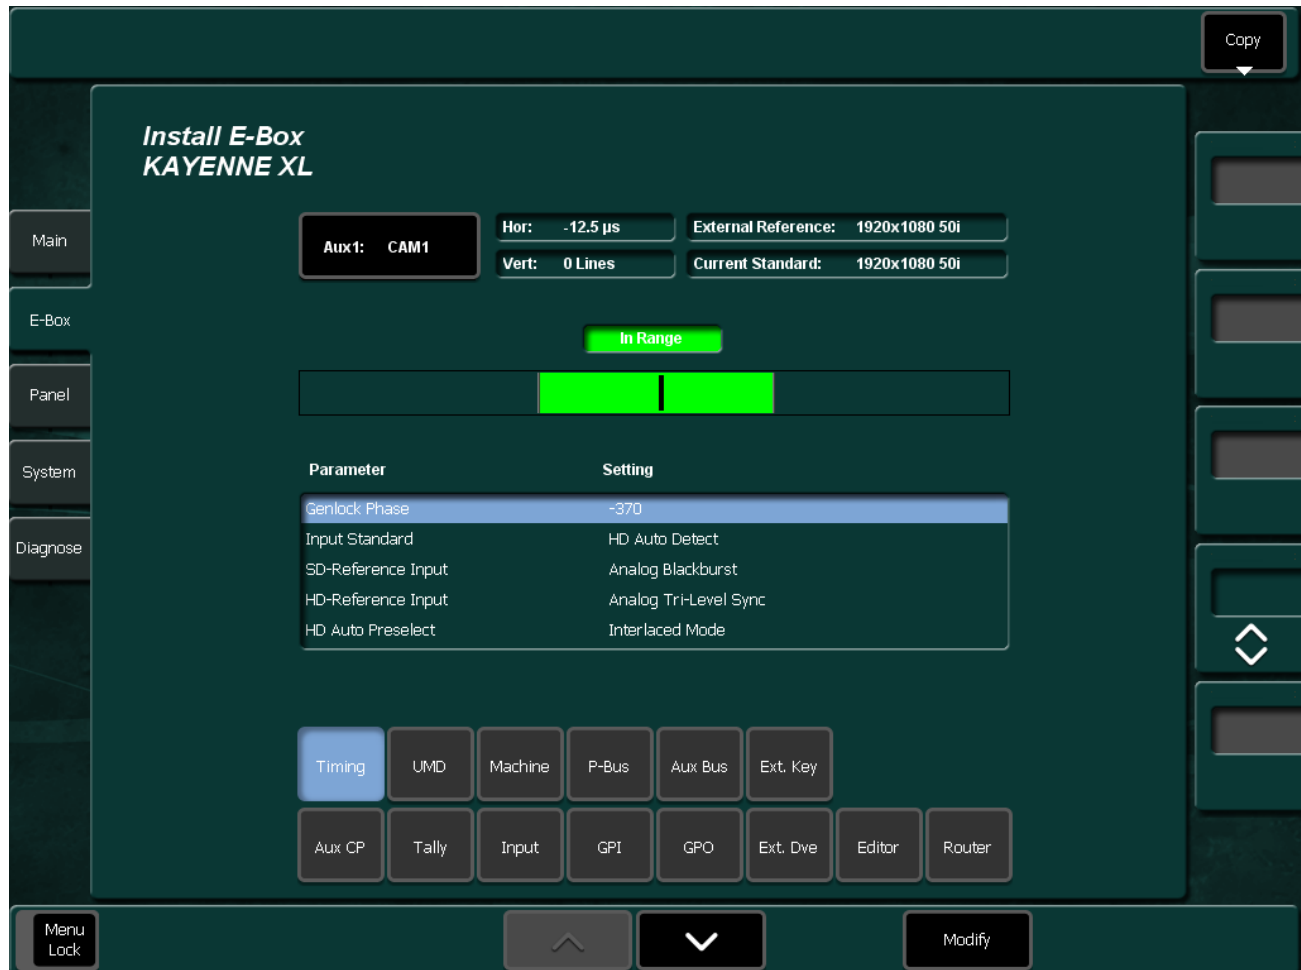 Copy
Install E-Box
KAYENNE XL
Main
E-Box
Panel
System
Diagnose
Aux1: CAM1
Hor: -12.5 µs
External Reference: 1920x1080 50i
Vert: 0 Lines
Current Standard: 1920x1080 50i
In Range
Parameter Setting
Genlock Phase -370
Input Standard HD Auto Detect
SD-Reference Input Analog Blackburst
HD-Reference Input Analog Tri-Level Sync
HD Auto Preselect Interlaced Mode
Timing UMD Machine P-Bus Aux Bus Ext. Key
Aux CP Tally Input GPI GPO Ext. Dve Editor Router
Menu
Lock
Modify